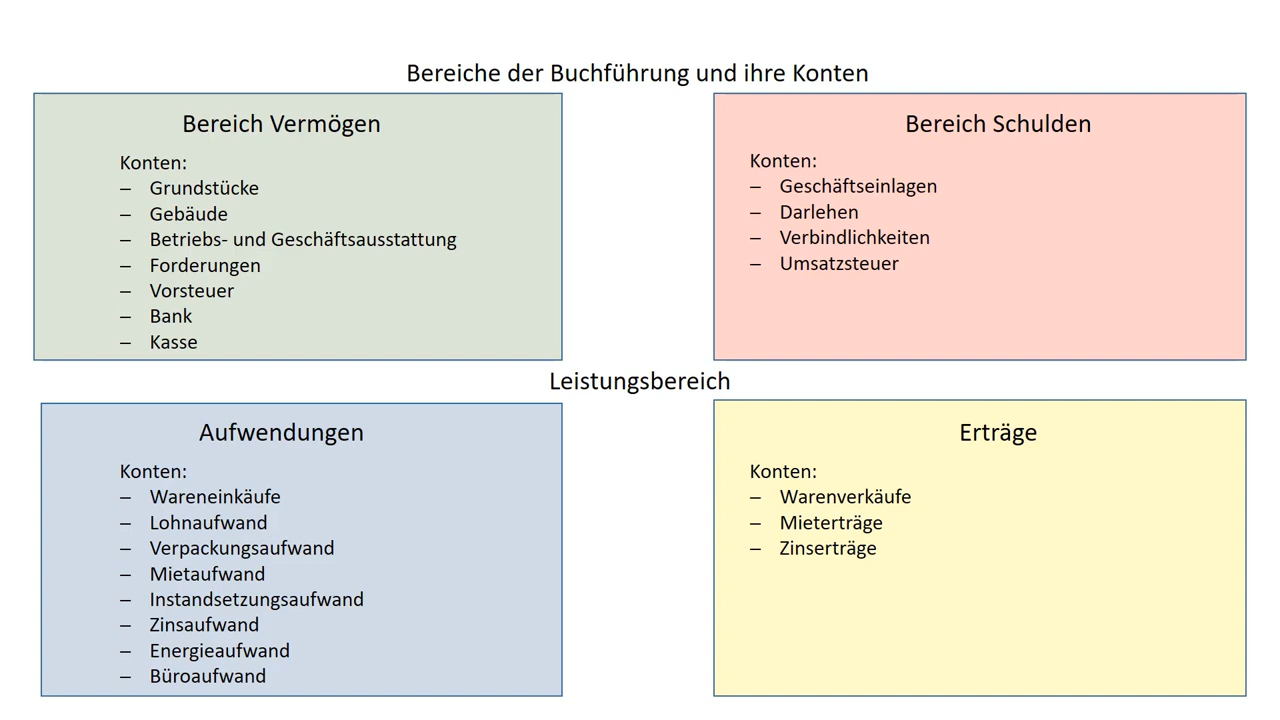 Bereiche der Buchführung und ihre Konten
Bereich Vermögen
Konten:
– Grundstücke
– Gebäude
– Betriebs- und Geschäftsausstattung
– Forderungen
– Vorsteuer
– Bank
– Kasse
Bereich Schulden
Konten:
– Geschäftseinlagen
– Darlehen
– Verbindlichkeiten
– Umsatzsteuer
Leistungsbereich
Aufwendungen
Konten:
– Wareneinkäufe
– Lohnaufwand
– Verpackungsaufwand
– Mietaufwand
– Instandsetzungsaufwand
– Zinsaufwand
– Energieaufwand
– Büroaufwand
Erträge
Konten:
– Warenverkäufe
– Mieterträge
– Zinserträge